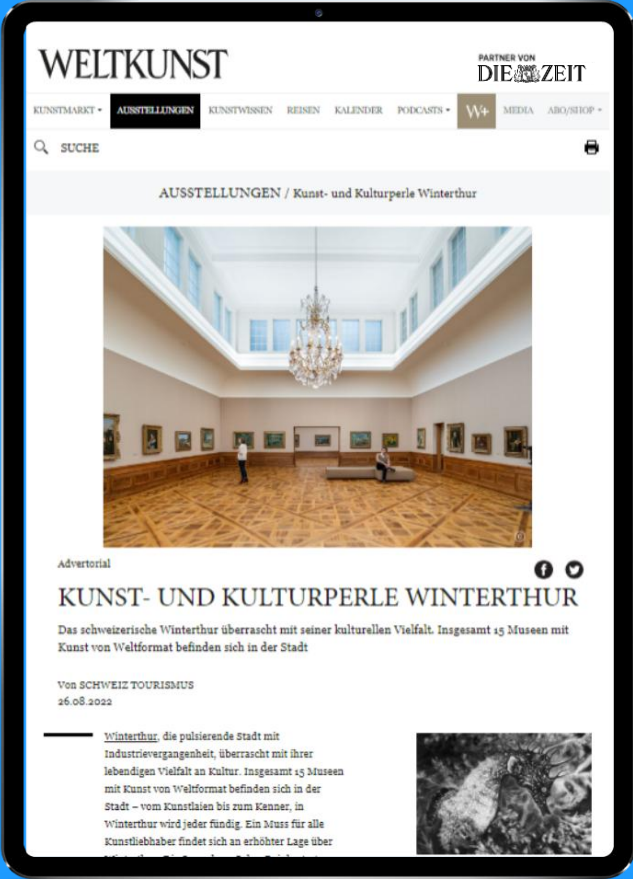 WELTKUNST
PARTNER VON
DIE ZEIT
KUNSTMARKT AUSSTELLUNGEN KUNSTWISSEN REISEN KALENDER PODCASTS W+ MEDIA ABO/SHOP
SUCHE
AUSSTELLUNGEN / Kunst- und Kulturperle Winterthur
©
Advertorial
KUNST- UND KULTURPERLE WINTERTHUR
Das schweizerische Winterthur überrascht mit seiner kulturellen Vielfalt. Insgesamt 15 Museen mit
Kunst von Weltformat befinden sich in der Stadt
Von SCHWEIZ TOURISMUS
26.08.2022
Winterthur, die pulsierende Stadt mit
Industrievergangenheit, überrascht mit ihrer
lebendigen Vielfalt an Kultur. Insgesamt 15 Museen
mit Kunst von Weltformat befinden sich in der
Stadt – vom Kunstlaien bis zum Kenner, in
Winterthur wird jeder fündig. Ein Muss für alle
Kunstliebhaber findet sich an erhöhter Lage über